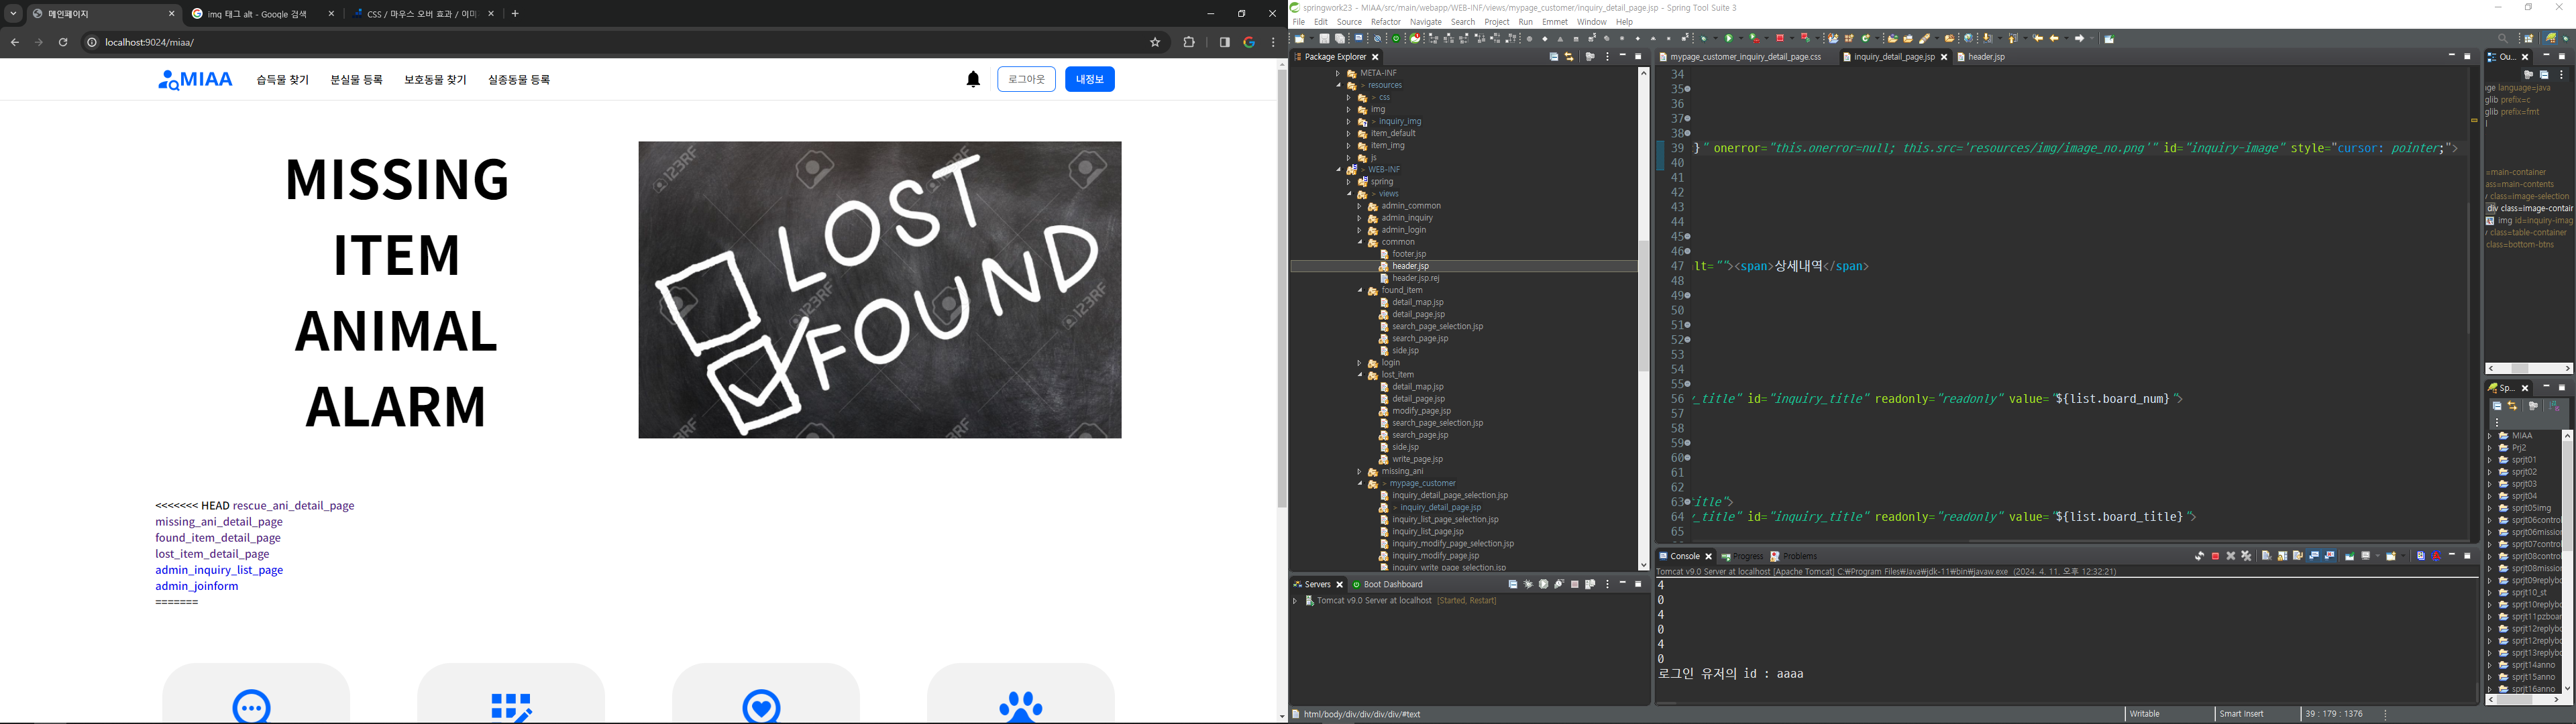 메인페이지
img 태그 alt - Google 검색
CSS / 마우스 오버 효과 / 이미
localhost:9024/miaa/
MIAA
습득물 찾기
분실물 등록
보호동물 찾기
실종동물 등록
로그아웃
내정보
MISSING
ITEM
ANIMAL
ALARM
LOST
FOUND
123RF
<<<<<<< HEAD rescue_ani_detail_page
missing_ani_detail_page
found_item_detail_page
lost_item_detail_page
admin_inquiry_list_page
admin_joinform
=======
springwork23 - MIAA/src/main/webapp/WEB-INF/views/mypage_customer/inquiry_detail_page.jsp - Spring Tool Suite 3
File Edit Source Refactor Navigate Search Project Run Emmet Window Help
Package Explorer
META-INF
> resources
> css
img
> inquiry_img
item_default
item_img
js
> WEB-INF
spring
> views
admin_common
admin_inquiry
admin_login
common
footer.jsp
header.jsp
header.jsp.rej
found_item
detail_map.jsp
detail_page.jsp
search_page_selection.jsp
search_page.jsp
side.jsp
login
lost_item
detail_map.jsp
detail_page.jsp
modify_page.jsp
search_page_selection.jsp
search_page.jsp
side.jsp
write_page.jsp
missing_ani
> mypage_customer
inquiry_detail_page_selection.jsp
> inquiry_detail_page.jsp
inquiry_list_page_selection.jsp
inquiry_list_page.jsp
inquiry_modify_page_selection.jsp
inquiry_modify_page.jsp
inquiry_write_page_selection.jsp
Servers
Boot Dashboard
Tomcat v9.0 Server at localhost [Started, Restart]
html/body/div/div/div/div/#text
mypage_customer_inquiry_detail_page.css
inquiry_detail_page.jsp
header.jsp
34
35
36
37
38
39 }" onerror="this.onerror=null; this.src='resources/img/image_no.png'" id="inquiry-image" style="cursor: pointer;">
40
41
42
43
44
45
46
47 lt=""><span>상세내역</span>
48
49
50
51
52
53
54
55
56 _title" id="inquiry_title" readonly="readonly" value="${list.board_num}">
57
58
59
60
61
62
63 title">
64 _title" id="inquiry_title" readonly="readonly" value="${list.board_title}">
65
Console
Progress
Problems
Tomcat v9.0 Server at localhost [Apache Tomcat] C:₩Program Files₩Java₩jdk-11₩bin₩javaw.exe (2024. 4. 11. 오후 12:32:21)
4
0
4
0
4
0
로그인 유저의 id : aaaa
Writable
Smart Insert
39 : 179 : 1376
Ou...
ge language=java
glib prefix=c
glib prefix=fmt
l
=main-container
ass=main-contents
class=image-selection
div class=image-contair
img id=inquiry-imag
class=table-container
class=bottom-btns
Sp...
MIAA
Prj2
sprjt01
sprjt02
sprjt03
sprjt04
sprjt05img
sprjt06control
sprjt06mission
sprjt07control
sprjt08control
sprjt08mission
sprjt09replybo
sprjt10_st
sprjt10replybo
sprjt11pzboar
sprjt12replybo
sprjt12replybo
sprjt13replybo
sprjt14anno
sprjt15anno
sprjt16anno